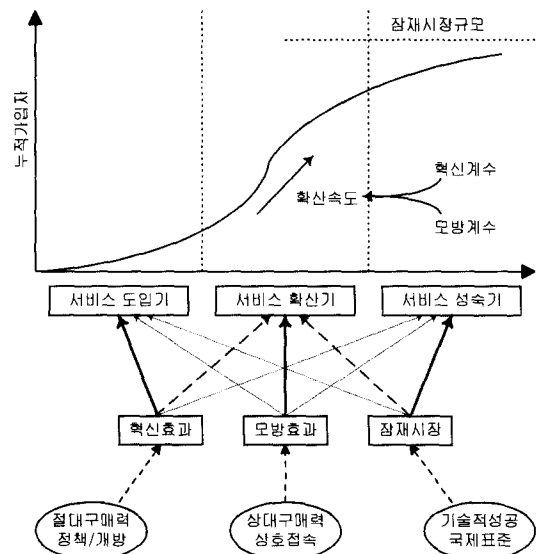 잠재시장규모
누적가입자
혁신계수
확산속도
모방계수
서비스 도입기
서비스 확산기
서비스 성숙기
혁신효과
모방효과
잠재시장
절대구매력
정책/개방
상대구매력
상호접속
기술적성공
국제표준